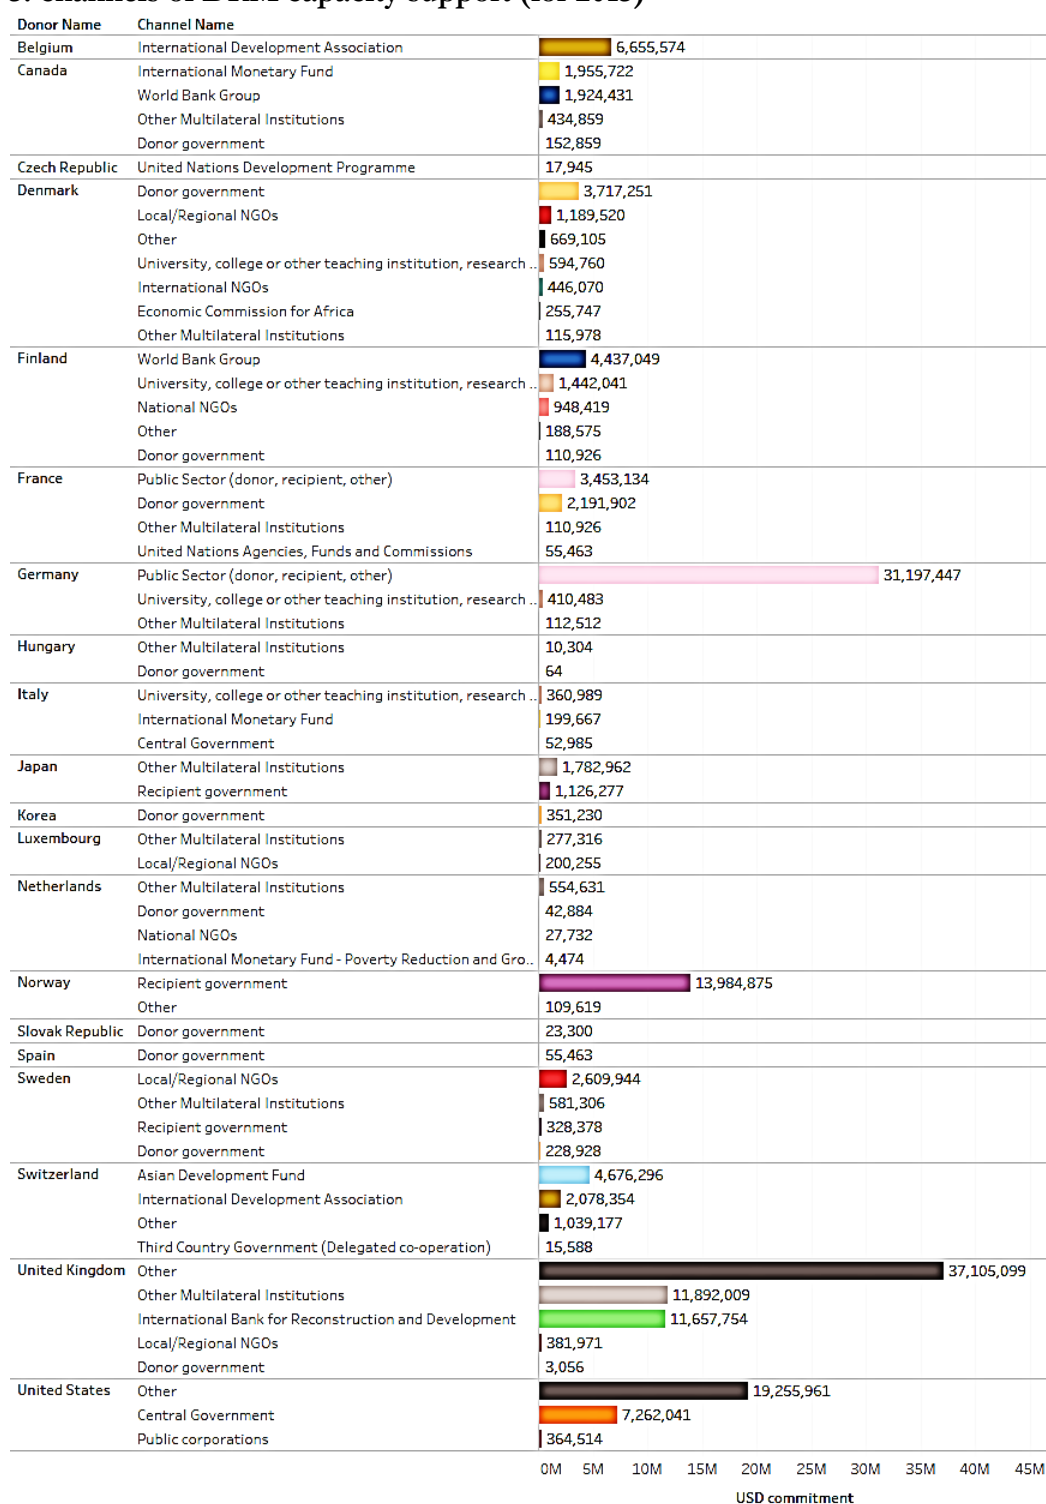 Donor Name Channel Name
Belgium International Development Association 6,655,574
Canada International Monetary Fund 1,955,722
World Bank Group 1,924,431
Other Multilateral Institutions 434,859
Donor government 152,859
Czech Republic United Nations Development Programme 17,945
Denmark Donor government 3,717,251
Local/Regional NGOs 1,189,520
Other 669,105
University, college or other teaching institution, research .. 594,760
International NGOs 446,070
Economic Commission for Africa 255,747
Other Multilateral Institutions 115,978
Finland World Bank Group 4,437,049
University, college or other teaching institution, research .. 1,442,041
National NGOs 948,419
Other 188,575
Donor government 110,926
France Public Sector (donor, recipient, other) 3,453,134
Donor government 2,191,902
Other Multilateral Institutions 110,926
United Nations Agencies, Funds and Commissions 55,463
Germany Public Sector (donor, recipient, other) 31,197,447
University, college or other teaching institution, research .. 410,483
Other Multilateral Institutions 112,512
Hungary Other Multilateral Institutions 10,304
Donor government 64
Italy University, college or other teaching institution, research .. 360,989
International Monetary Fund 199,667
Central Government 52,985
Japan Other Multilateral Institutions 1,782,962
Recipient government 1,126,277
Korea Donor government 351,230
Luxembourg Other Multilateral Institutions 277,316
Local/Regional NGOs 200,255
Netherlands Other Multilateral Institutions 554,631
Donor government 42,884
National NGOs 27,732
International Monetary Fund - Poverty Reduction and Gro.. 4,474
Norway Recipient government 13,984,875
Other 109,619
Slovak Republic Donor government 23,300
Spain Donor government 55,463
Sweden Local/Regional NGOs 2,609,944
Other Multilateral Institutions 581,306
Recipient government 328,378
Donor government 228,928
Switzerland Asian Development Fund 4,676,296
International Development Association 2,078,354
Other 1,039,177
Third Country Government (Delegated co-operation) 15,588
United Kingdom Other 37,105,099
Other Multilateral Institutions 11,892,009
International Bank for Reconstruction and Development 11,657,754
Local/Regional NGOs 381,971
Donor government 3,056
United States Other 19,255,961
Central Government 7,262,041
Public corporations 364,514
0M 5M 10M 15M 20M 25M 30M 35M 40M 45M
USD commitment